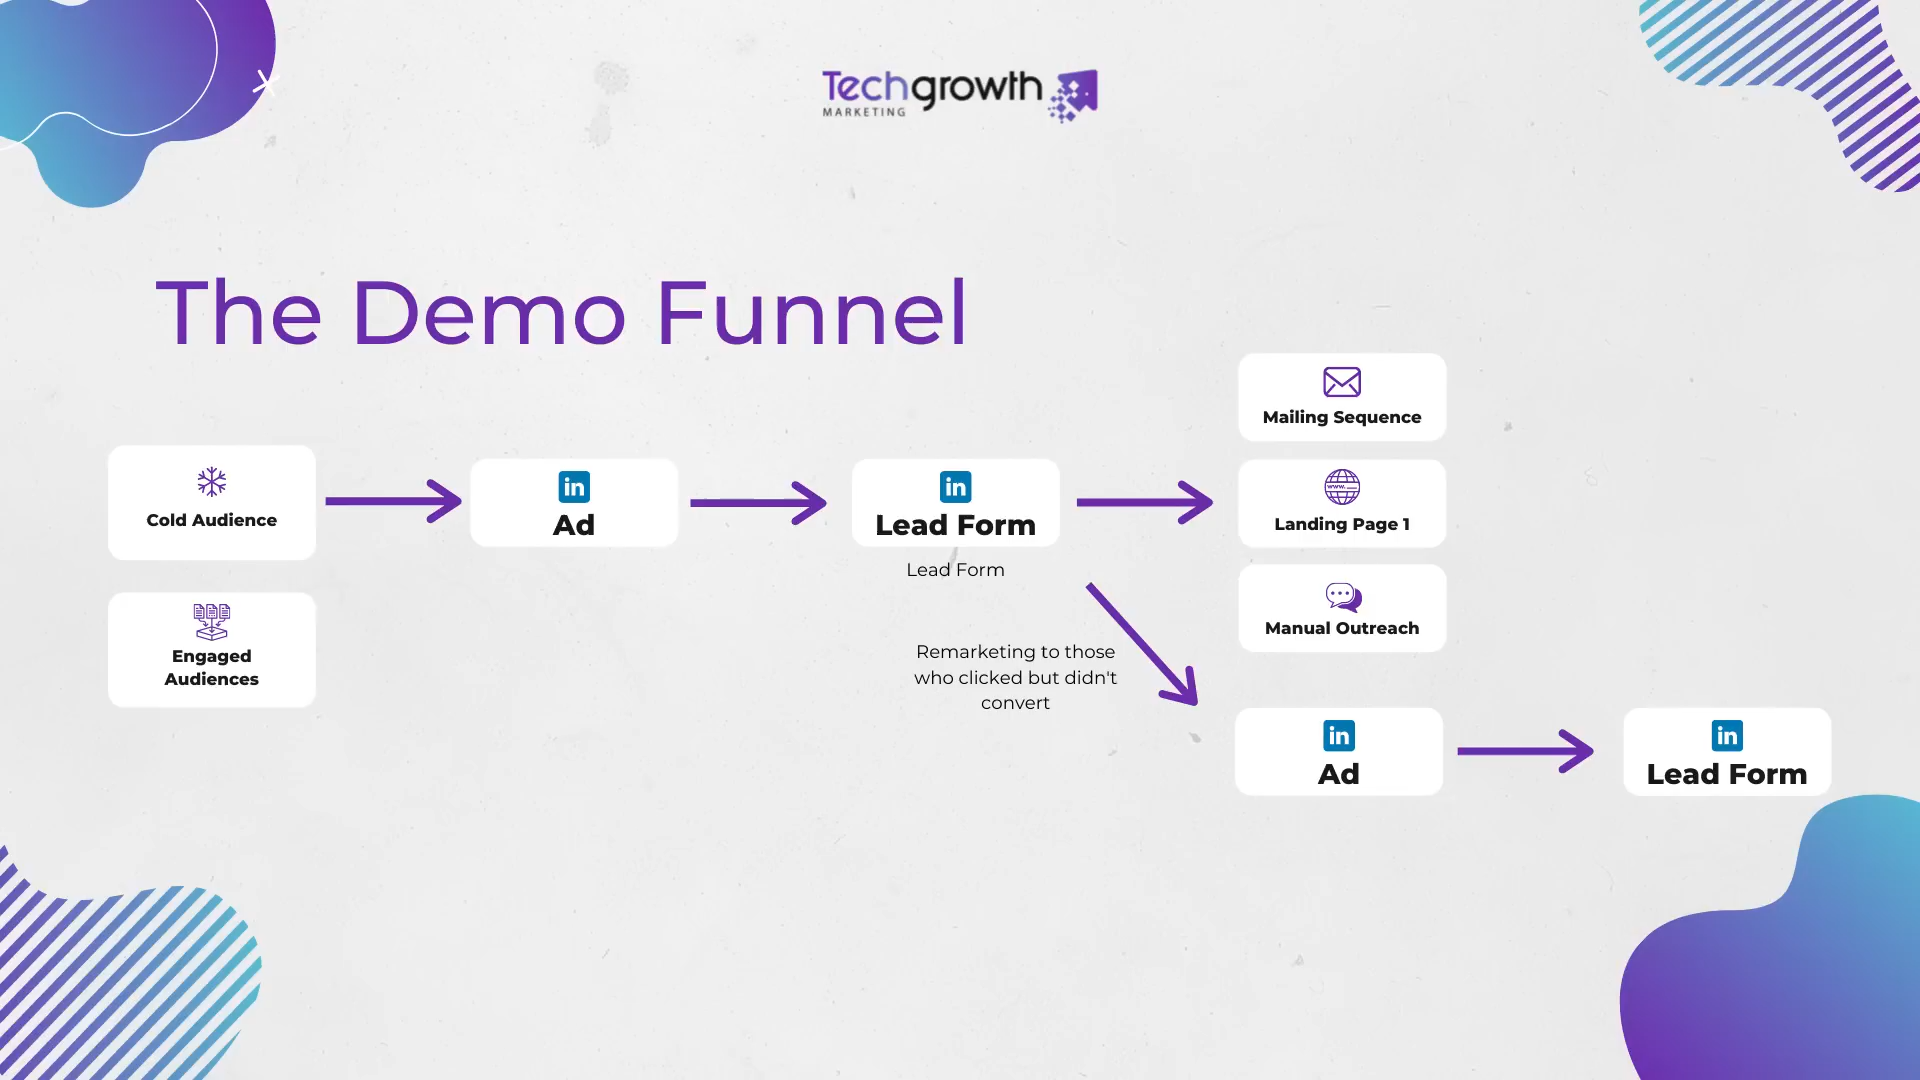 Techgrowth
MARKETING
The Demo Funnel
Cold Audience
Engaged
Audiences
in
Ad
in
Lead Form
Lead Form
Remarketing to those
who clicked but didn't
convert
Mailing Sequence
www.
Landing Page 1
Manual Outreach
in
Ad
in
Lead Form